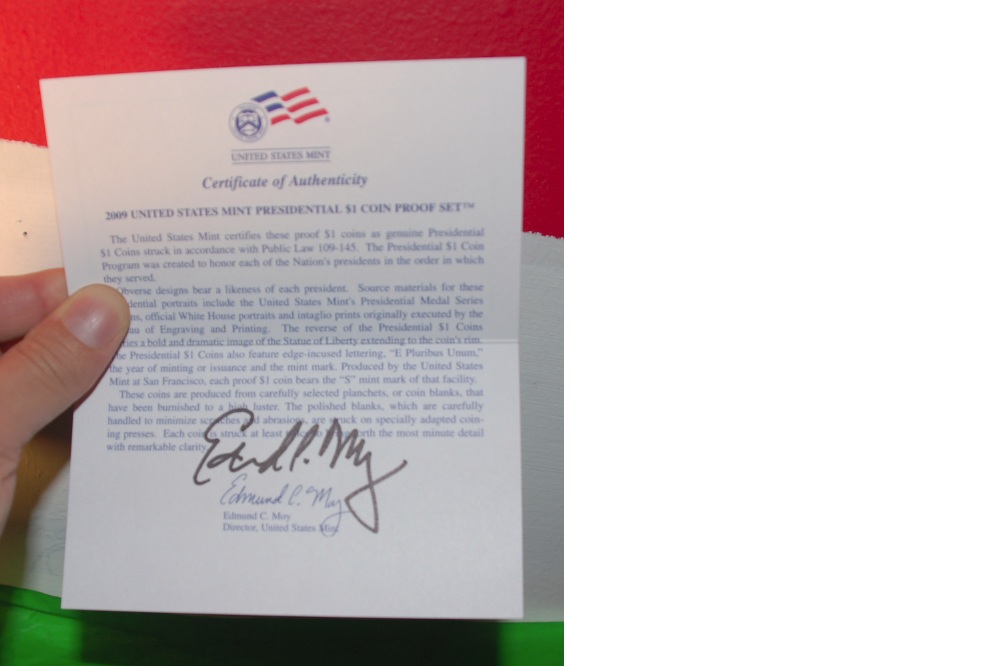 UNITED STATES MINT
Certificate of Authenticity
2009 UNITED STATES MINT PRESIDENTIAL $1 COIN PROOF SET™
The United States Mint certifies these proof $1 coins as genuine Presidential
$1 Coins struck in accordance with Public Law 109-145. The Presidential $1 Coin
Program was created to honor each of the Nation's presidents in the order in which
they served.
Obverse designs bear a likeness of each president. Source materials for these
dential portraits include the United States Mint's Presidential Medal Series
ns, official White House portraits and intaglio prints originally executed by the
au of Engraving and Printing. The reverse of the Presidential $1 Coins
ries a bold and dramatic image of the Statue of Liberty extending to the coin's rim.
he Presidential $1 Coins also feature edge-incused lettering, "E Pluribus Unum,"
the year of minting or issuance and the mint mark. Produced by the United States
Mint at San Francisco, each proof $1 coin bears the "S" mint mark of that facility.
These coins are produced from carefully selected planchets, or coin blanks, that
have been burnished to a high luster. The polished blanks, which are carefully
handled to minimize scratches and abrasions, are struck on specially adapted coin-
ing presses. Each coin is struck at least twice to bring forth the most minute detail
with remarkable clarity.
Edmund C. Moy
Edmund C. Moy
Director, United States Mint